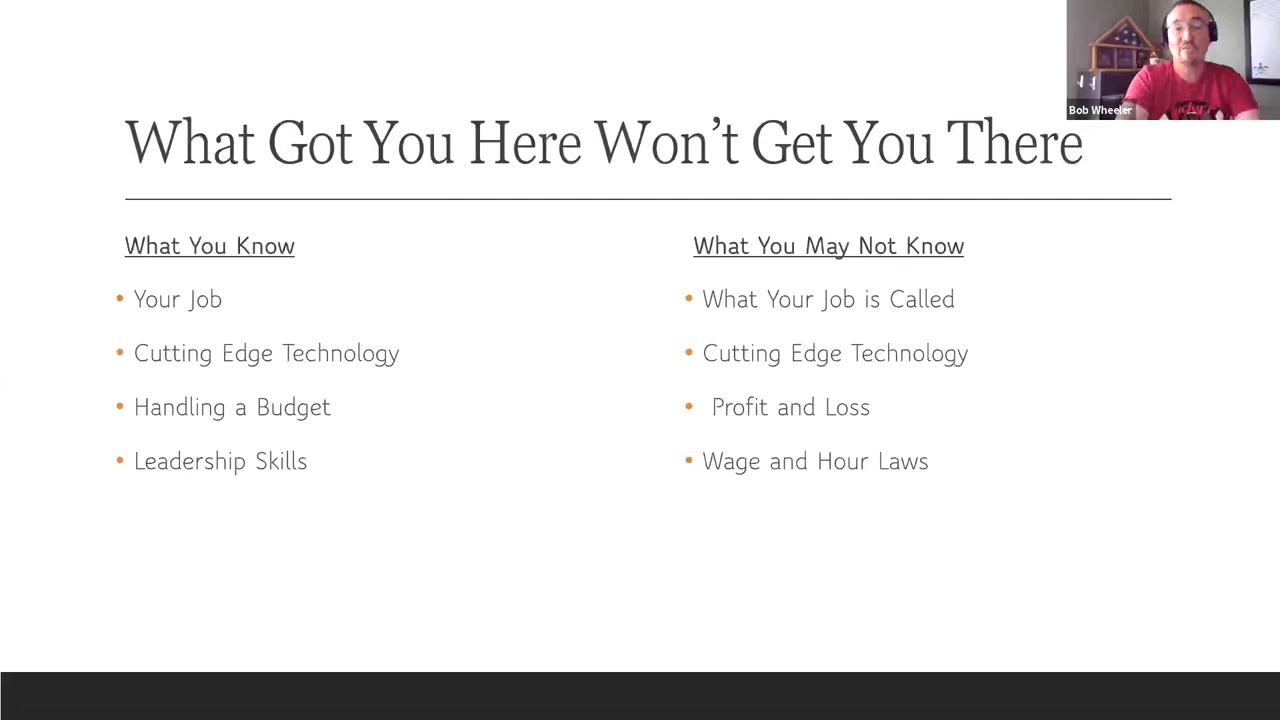 Bob Wheeler
What Got You Here Won't Get You There
What You Know
• Your Job
• Cutting Edge Technology
• Handling a Budget
• Leadership Skills
What You May Not Know
• What Your Job is Called
• Cutting Edge Technology
• Profit and Loss
• Wage and Hour Laws